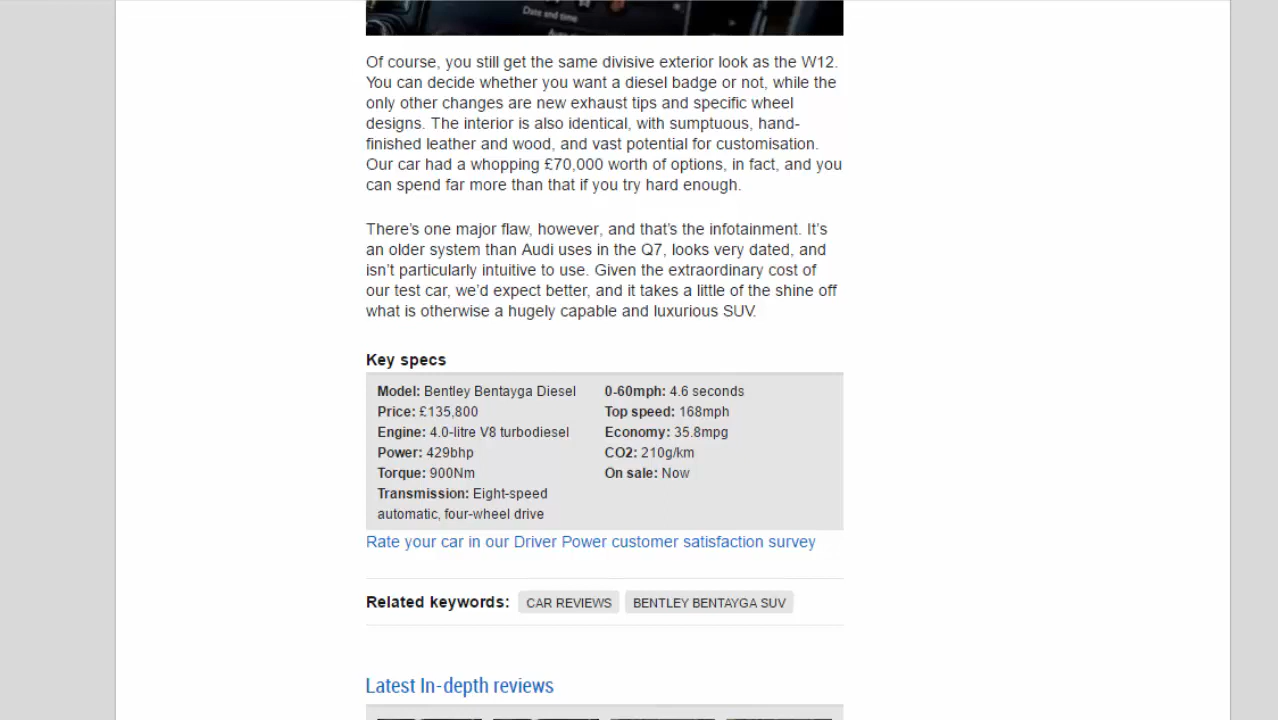 Date and time
Of course, you still get the same divisive exterior look as the W12.
You can decide whether you want a diesel badge or not, while the
only other changes are new exhaust tips and specific wheel
designs. The interior is also identical, with sumptuous, hand-
finished leather and wood, and vast potential for customisation.
Our car had a whopping £70,000 worth of options, in fact, and you
can spend far more than that if you try hard enough.
There’s one major flaw, however, and that’s the infotainment. It’s
an older system than Audi uses in the Q7, looks very dated, and
isn’t particularly intuitive to use. Given the extraordinary cost of
our test car, we’d expect better, and it takes a little of the shine off
what is otherwise a hugely capable and luxurious SUV.
Key specs
Model: Bentley Bentayga Diesel
Price: £135,800
Engine: 4.0-litre V8 turbodiesel
Power: 429bhp
Torque: 900Nm
Transmission: Eight-speed
automatic, four-wheel drive
0-60mph: 4.6 seconds
Top speed: 168mph
Economy: 35.8mpg
CO2: 210g/km
On sale: Now
Rate your car in our Driver Power customer satisfaction survey
Related keywords: CAR REVIEWS BENTLEY BENTAYGA SUV
Latest In-depth reviews